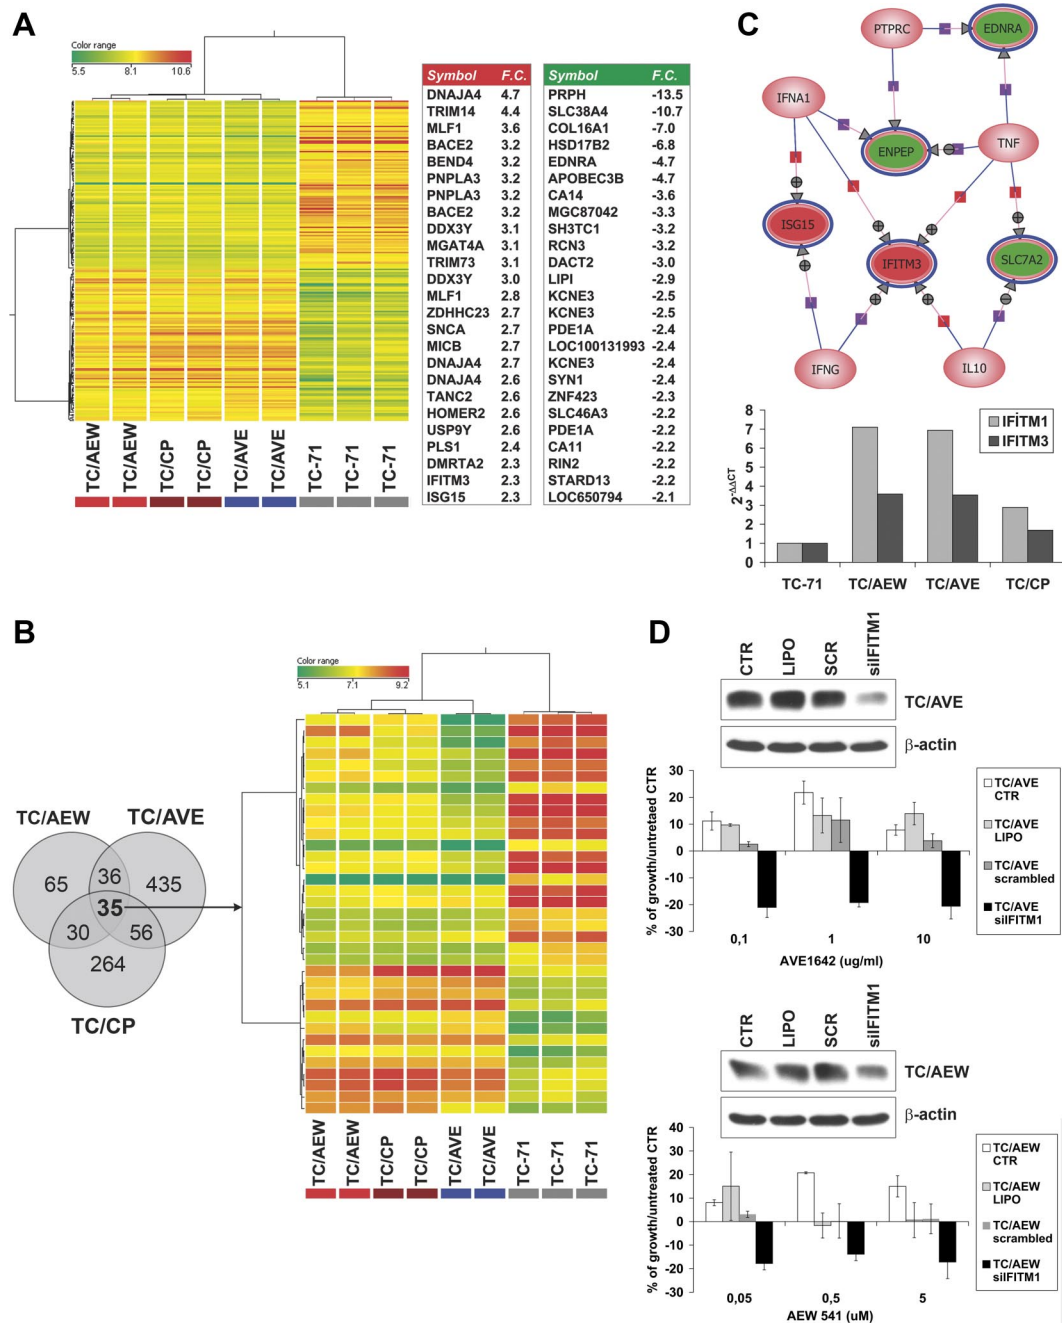 A
Color range
5.5 8.1 10.6
TC/AEW
TC/AEW
TC/CP
TC/CP
TC/AVE
TC/AVE
TC-71
TC-71
TC-71
Symbol F.C.
DNAJA4 4.7
TRIM14 4.4
MLF1 3.6
BACE2 3.2
BEND4 3.2
PNPLA3 3.2
PNPLA3 3.2
BACE2 3.2
DDX3Y 3.1
MGAT4A 3.1
TRIM73 3.1
DDX3Y 3.0
MLF1 2.8
ZDHHC23 2.7
SNCA 2.7
MICB 2.7
DNAJA4 2.7
DNAJA4 2.6
TANC2 2.6
HOMER2 2.6
USP9Y 2.6
PLS1 2.4
DMRTA2 2.3
IFITM3 2.3
ISG15 2.3
Symbol F.C.
PRPH -13.5
SLC38A4 -10.7
COL16A1 -7.0
HSD17B2 -6.8
EDNRA -4.7
APOBEC3B -4.7
CA14 -3.6
MGC87042 -3.3
SH3TC1 -3.2
RCN3 -3.2
DACT2 -3.0
LIPI -2.9
KCNE3 -2.5
KCNE3 -2.5
PDE1A -2.4
LOC100131993 -2.4
KCNE3 -2.4
SYN1 -2.4
ZNF423 -2.3
SLC46A3 -2.2
PDE1A -2.2
CA11 -2.2
RIN2 -2.2
STARD13 -2.2
LOC650794 -2.1
C
PTPRC
EDNRA
IFNA1
ENPEP
TNF
ISG15
IFITM3
SLC7A2
IFNG
IL10
8
7
6
5
4
3
2
1
0
2-ΔΔCT
IFİTM1
IFITM3
TC-71 TC/AEW TC/AVE TC/CP
B
Color range
5.1 7.1 9.2
TC/AEW TC/AVE
65 36 435
35
30 56
264
TC/CP
TC/AEW
TC/AEW
TC/CP
TC/CP
TC/AVE
TC/AVE
TC-71
TC-71
TC-71
D
CTR
LIPO
SCR
siIFITM1
TC/AVE
β-actin
% of growth/untretaed CTR
30
20
10
0
-10
-20
-30
0,1 1 10
AVE1642 (ug/ml)
TC/AVE
CTR
TC/AVE
LIPO
TC/AVE
scrambled
TC/AVE
siIFITM1
CTR
LIPO
SCR
siIFITM1
TC/AEW
β-actin
% of growth/untreated CTR
40
30
20
10
0
-10
-20
-30
0,05 0,5 5
AEW 541 (uM)
TC/AEW
CTR
TC/AEW
LIPO
TC/AEW
scrambled
TC/AEW
siIFITM1